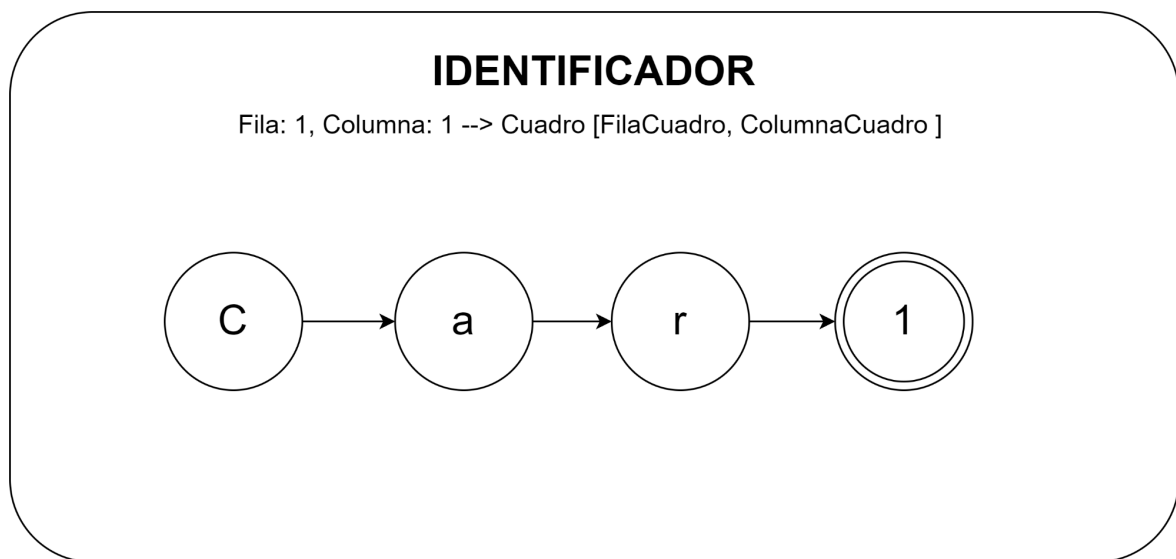 IDENTIFICADOR
Fila: 1, Columna: 1 --> Cuadro [FilaCuadro, ColumnaCuadro ]
C a r 1